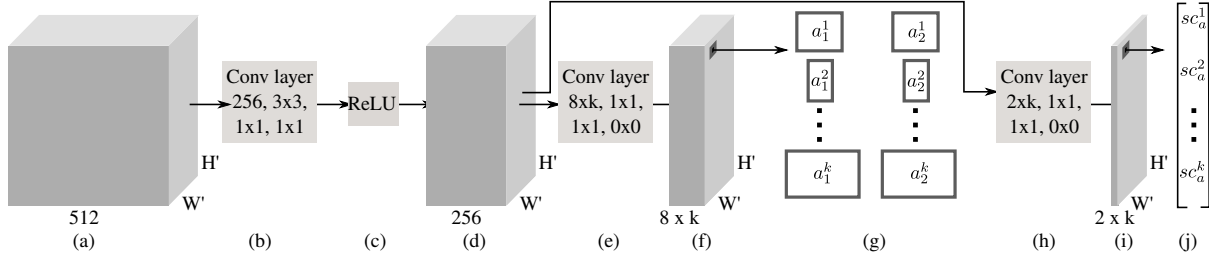 512
W'
H'
(a)
Conv layer
256, 3x3,
1x1, 1x1
(b)
ReLU
(c)
256
W'
H'
(d)
Conv layer
8xk, 1x1,
1x1, 0x0
(e)
8 x k
W'
H'
(f)
a_1^1 a_2^1
a_1^2 a_2^2
a_1^k a_2^k
(g)
Conv layer
2xk, 1x1,
1x1, 0x0
(h)
2 x k
W'
H'
(i)
sc_a^1
sc_a^2
sc_a^k
(j)